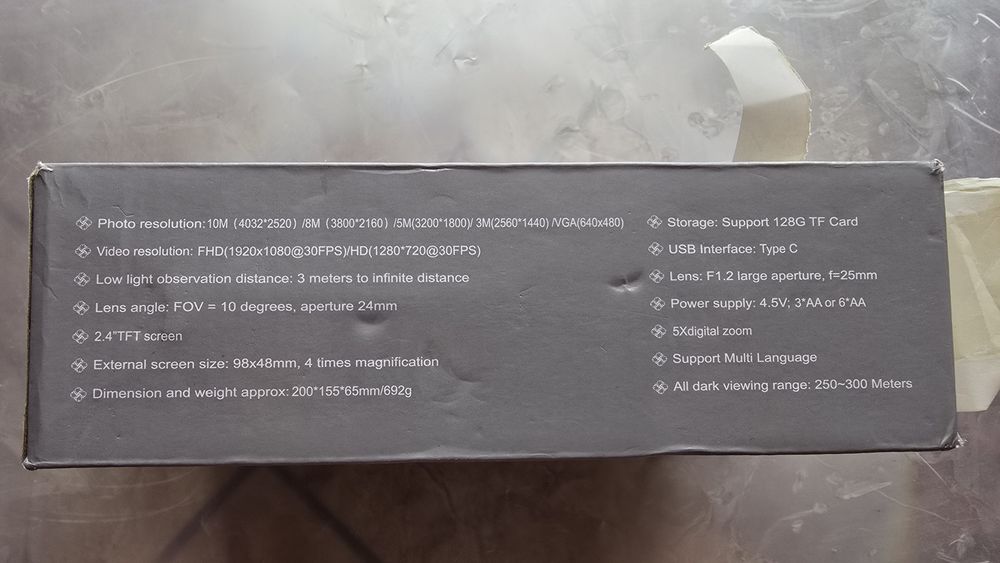 Photo resolution:10M (4032*2520) /8M (3800*2160) /5M(3200*1800)/ 3M(2560*1440) /VGA(640x480)
Video resolution: FHD(1920x1080@30FPS)/HD(1280*720@30FPS)
Low light observation distance: 3 meters to infinite distance
Lens angle: FOV = 10 degrees, aperture 24mm
2.4"TFT screen
External screen size: 98x48mm, 4 times magnification
Dimension and weight approx: 200*155*65mm/692g
Storage: Support 128G TF Card
USB Interface: Type C
Lens: F1.2 large aperture, f=25mm
Power supply: 4.5V; 3*AA or 6*AA
5Xdigital zoom
Support Multi Language
All dark viewing range: 250~300 Meters